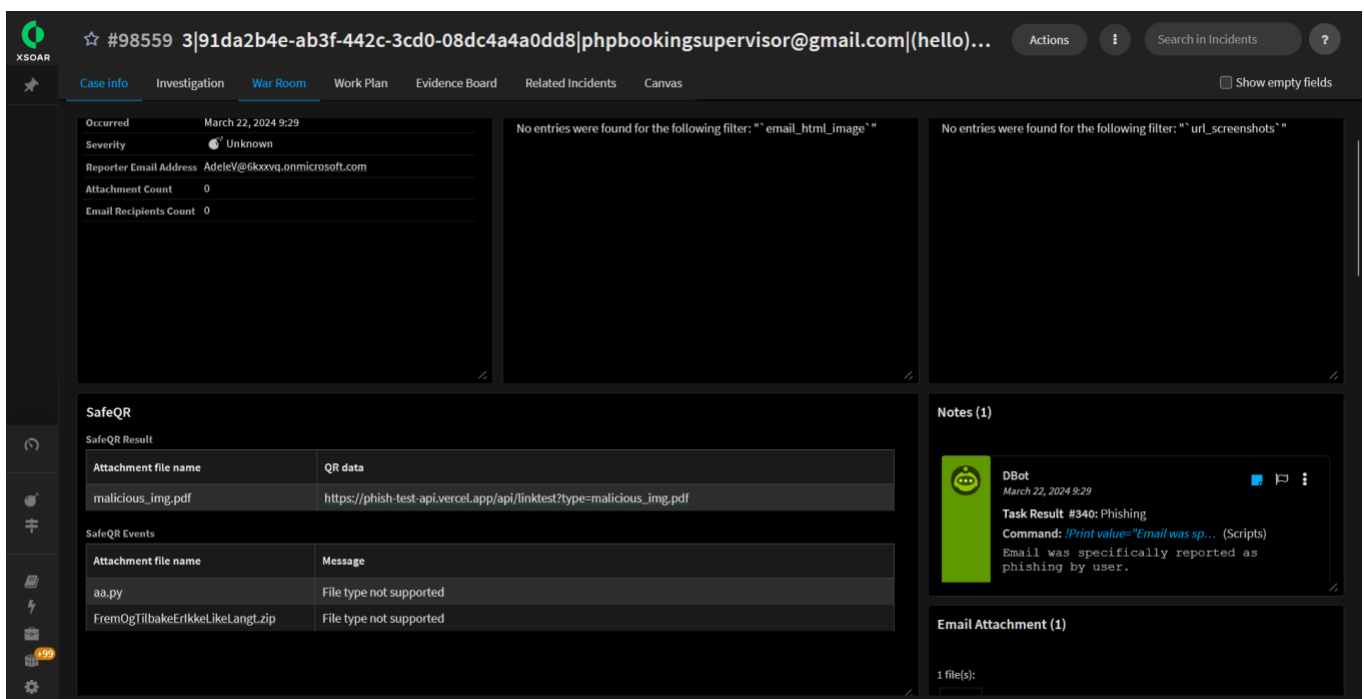 XSOAR
#98559 3|91da2b4e-ab3f-442c-3cd0-08dc4a4a0dd8|phpbookingsupervisor@gmail.com|(hello)...
Actions
Search in Incidents
?
Case info Investigation War Room Work Plan Evidence Board Related Incidents Canvas
Show empty fields
Occurred March 22, 2024 9:29
Severity Unknown
Reporter Email Address AdeleV@6kxxvq.onmicrosoft.com
Attachment Count 0
Email Recipients Count 0
No entries were found for the following filter: "`email_html_image`"
No entries were found for the following filter: "`url_screenshots`"
SafeQR
SafeQR Result
Attachment file name QR data
malicious_img.pdf https://phish-test-api.vercel.app/api/linktest?type=malicious_img.pdf
SafeQR Events
Attachment file name Message
aa.py File type not supported
FremOgTilbakeErIkkeLikeLangt.zip File type not supported
Notes (1)
DBot
March 22, 2024 9:29
Task Result #340: Phishing
Command: !Print value="Email was sp... (Scripts)
Email was specifically reported as
phishing by user.
Email Attachment (1)
1 file(s):
+99